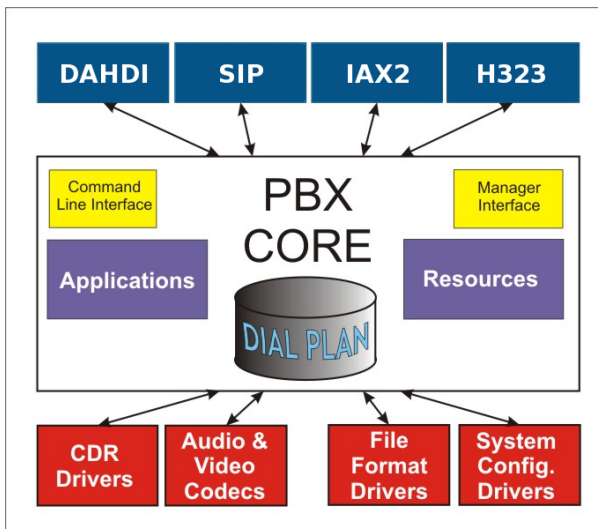 DAHDI
SIP
IAX2
H323
Command
Line Interface
PBX
CORE
Manager
Interface
Applications
Resources
DIAL PLAN
CDR
Drivers
Audio &
Video
Codecs
File
Format
Drivers
System
Config.
Drivers